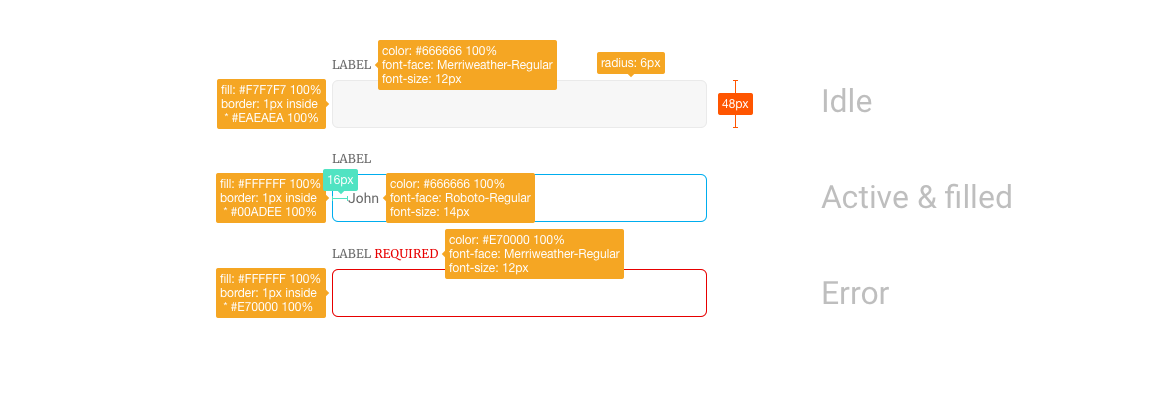 LABEL
color: #666666 100%
font-face: Merriweather-Regular
font-size: 12px
radius: 6px
fill: #F7F7F7 100%
border: 1px inside
* #EAEAEA 100%
48px
Idle
LABEL
fill: #FFFFFF 100%
border: 1px inside
* #00ADEE 100%
16px
John
color: #666666 100%
font-face: Roboto-Regular
font-size: 14px
Active & filled
LABEL REQUIRED
color: #E70000 100%
font-face: Merriweather-Regular
font-size: 12px
fill: #FFFFFF 100%
border: 1px inside
* #E70000 100%
Error